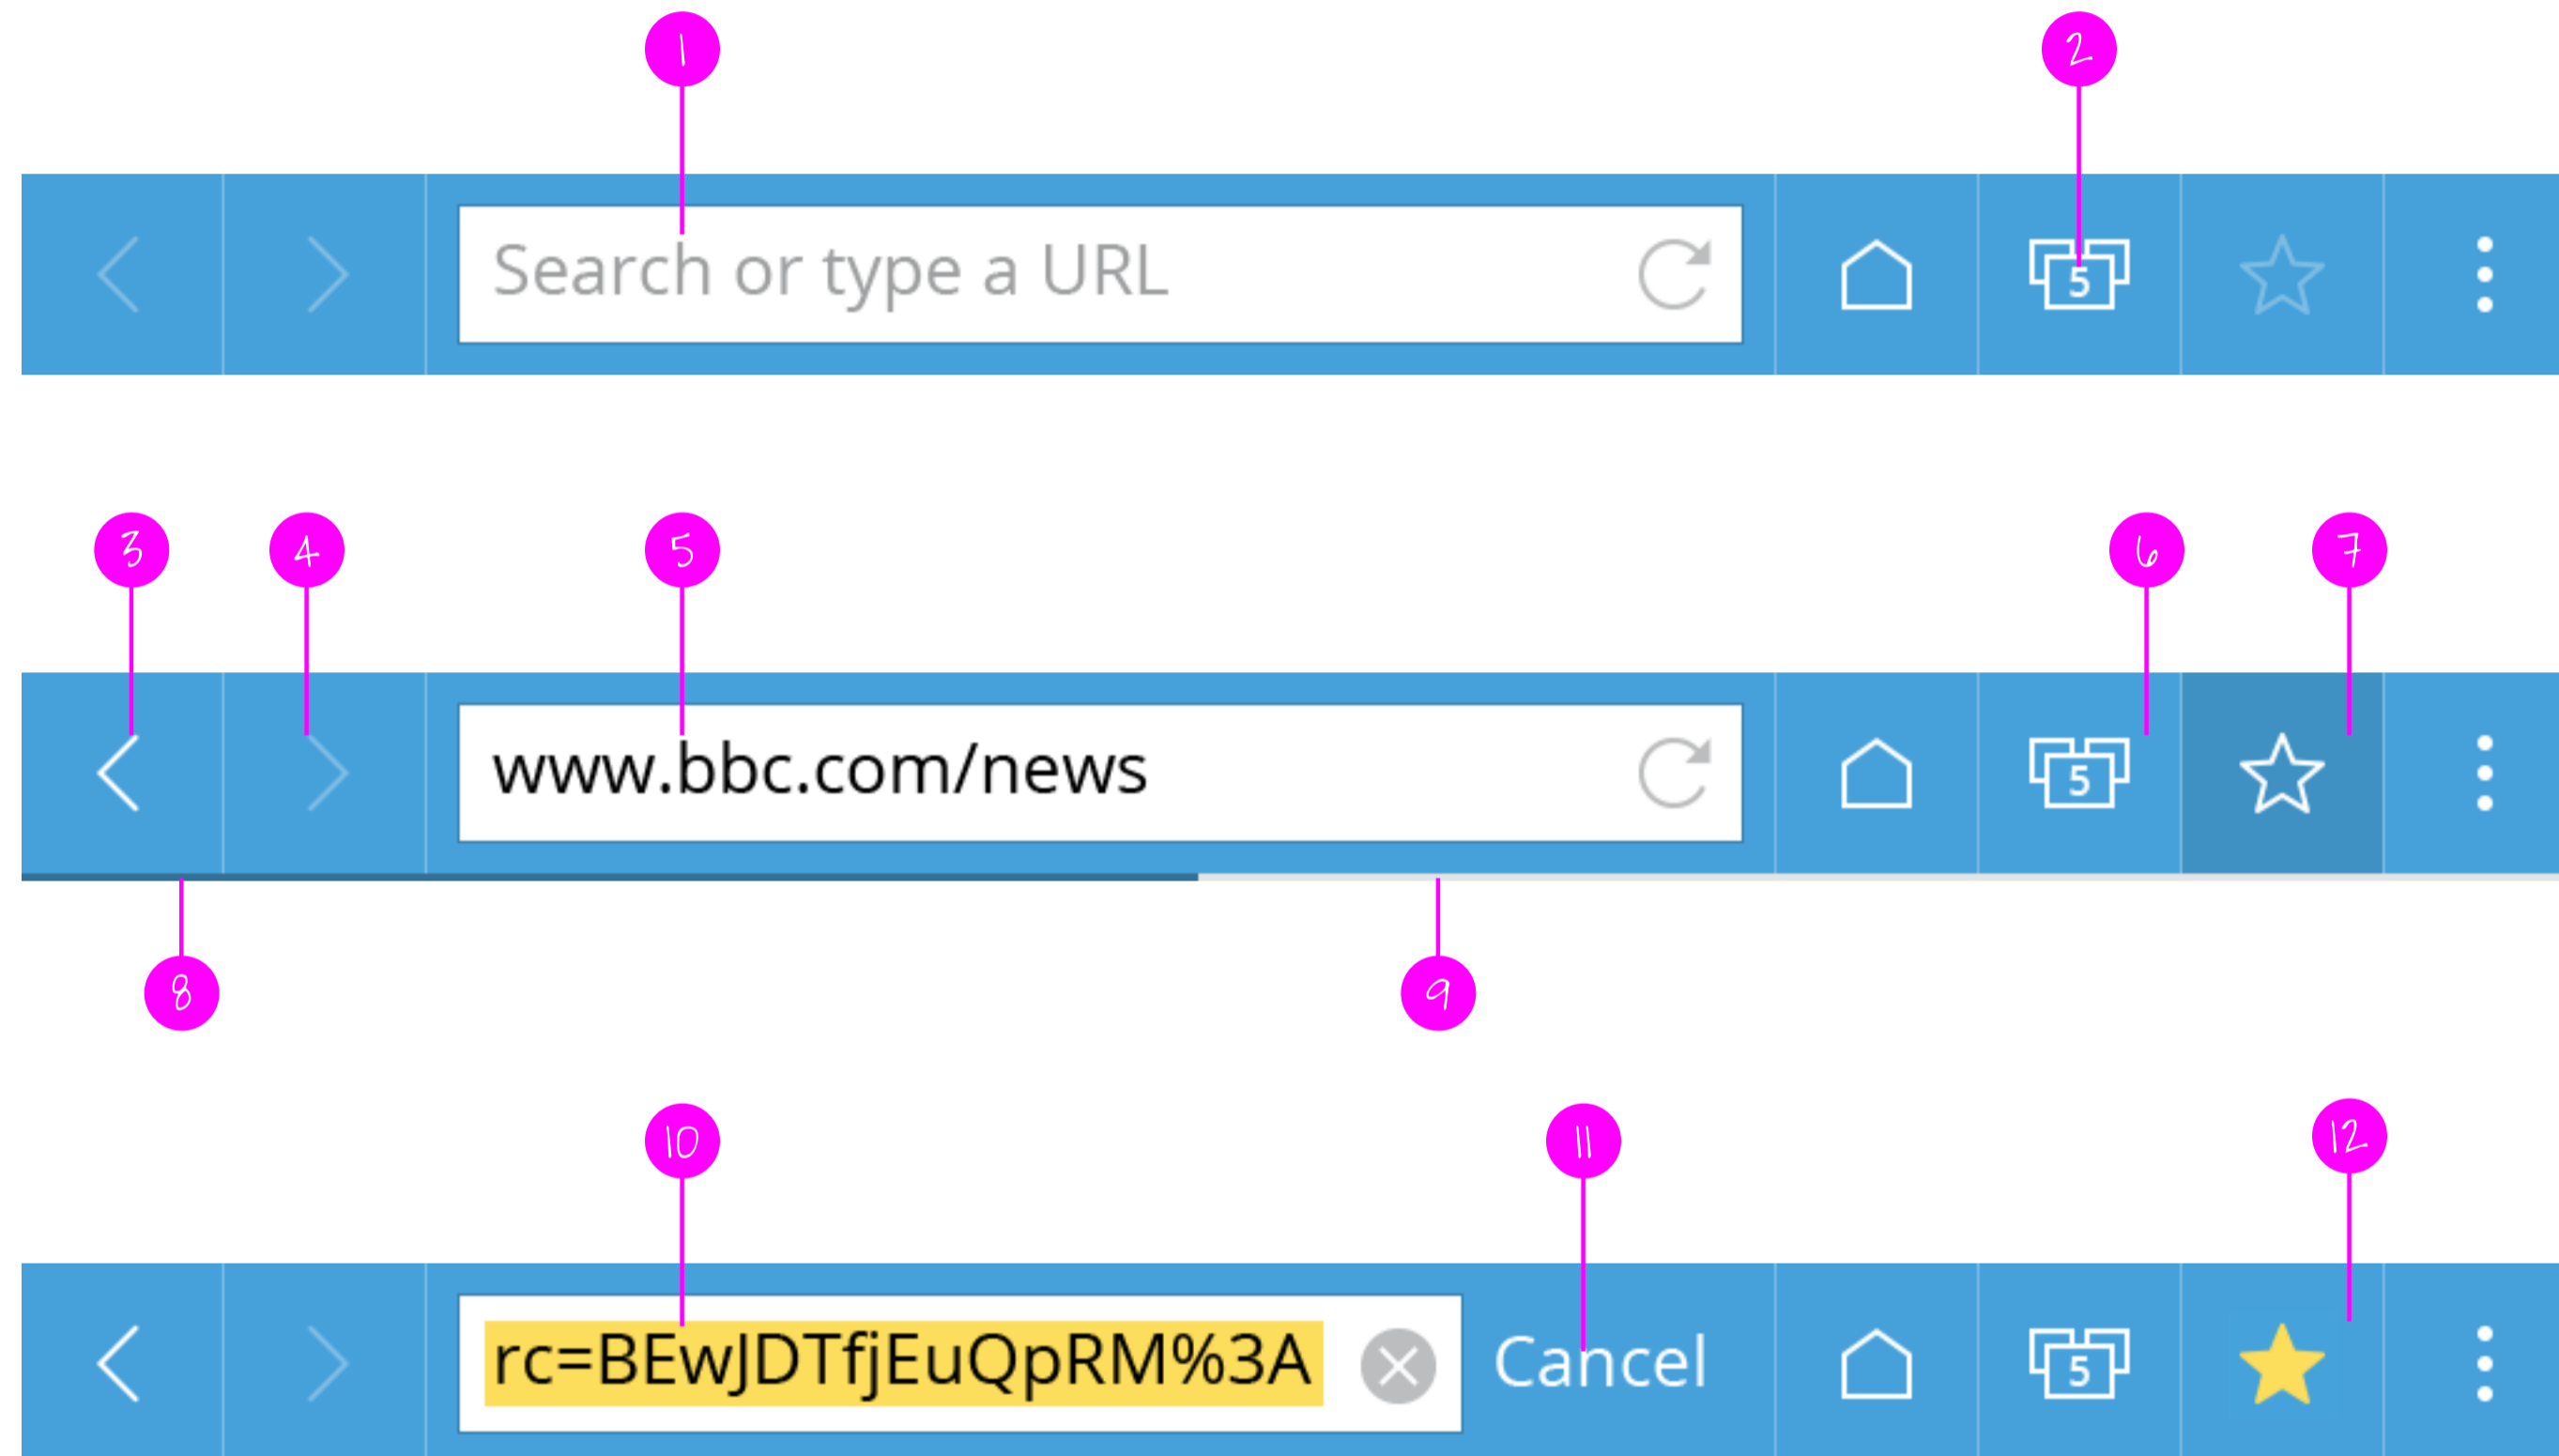 1 2
Search or type a URL 5
3 4 5 6 7
www.bbc.com/news 5
8 9
10 11 12
rc=BEwJDTfjEuQpRM%3A Cancel 5